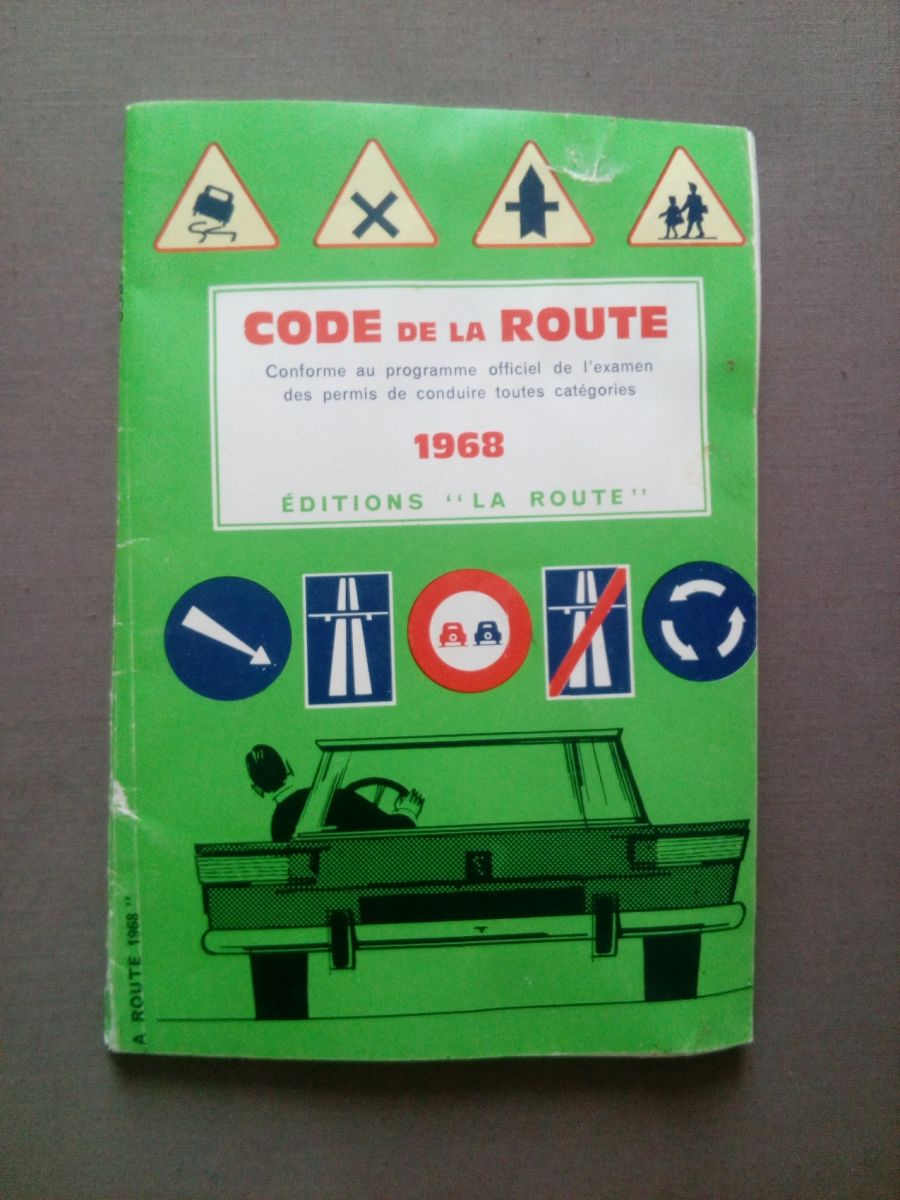 CODE DE LA ROUTE
Conforme au programme officiel de l'examen
des permis de conduire toutes catégories
1968
ÉDITIONS "LA ROUTE"
A ROUTE 1968"